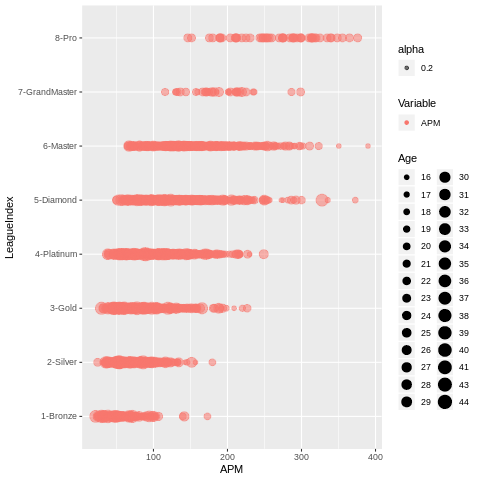 8-Pro
7-GrandMaster
6-Master
5-Diamond
4-Platinum
3-Gold
2-Silver
1-Bronze
LeagueIndex
100 200 300 400
APM
alpha
0.2
Variable
APM
Age
16 30
17 31
18 32
19 33
20 34
21 35
22 36
23 37
24 38
25 39
26 40
27 41
28 43
29 44